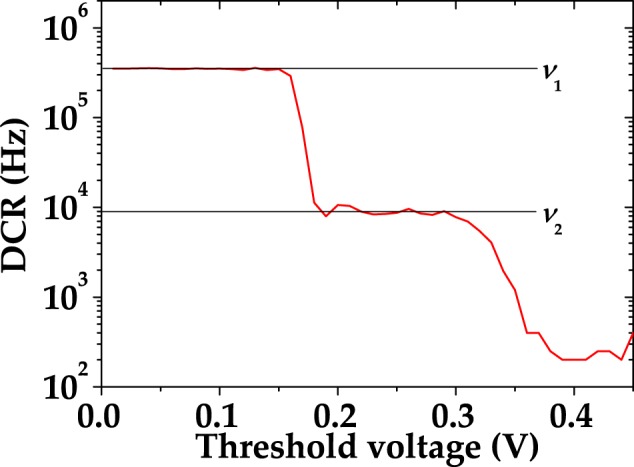 10⁶
ν₁
10⁵
DCR (Hz)
10⁴
ν₂
10³
10²
0.0 0.1 0.2 0.3 0.4
Threshold voltage (V)